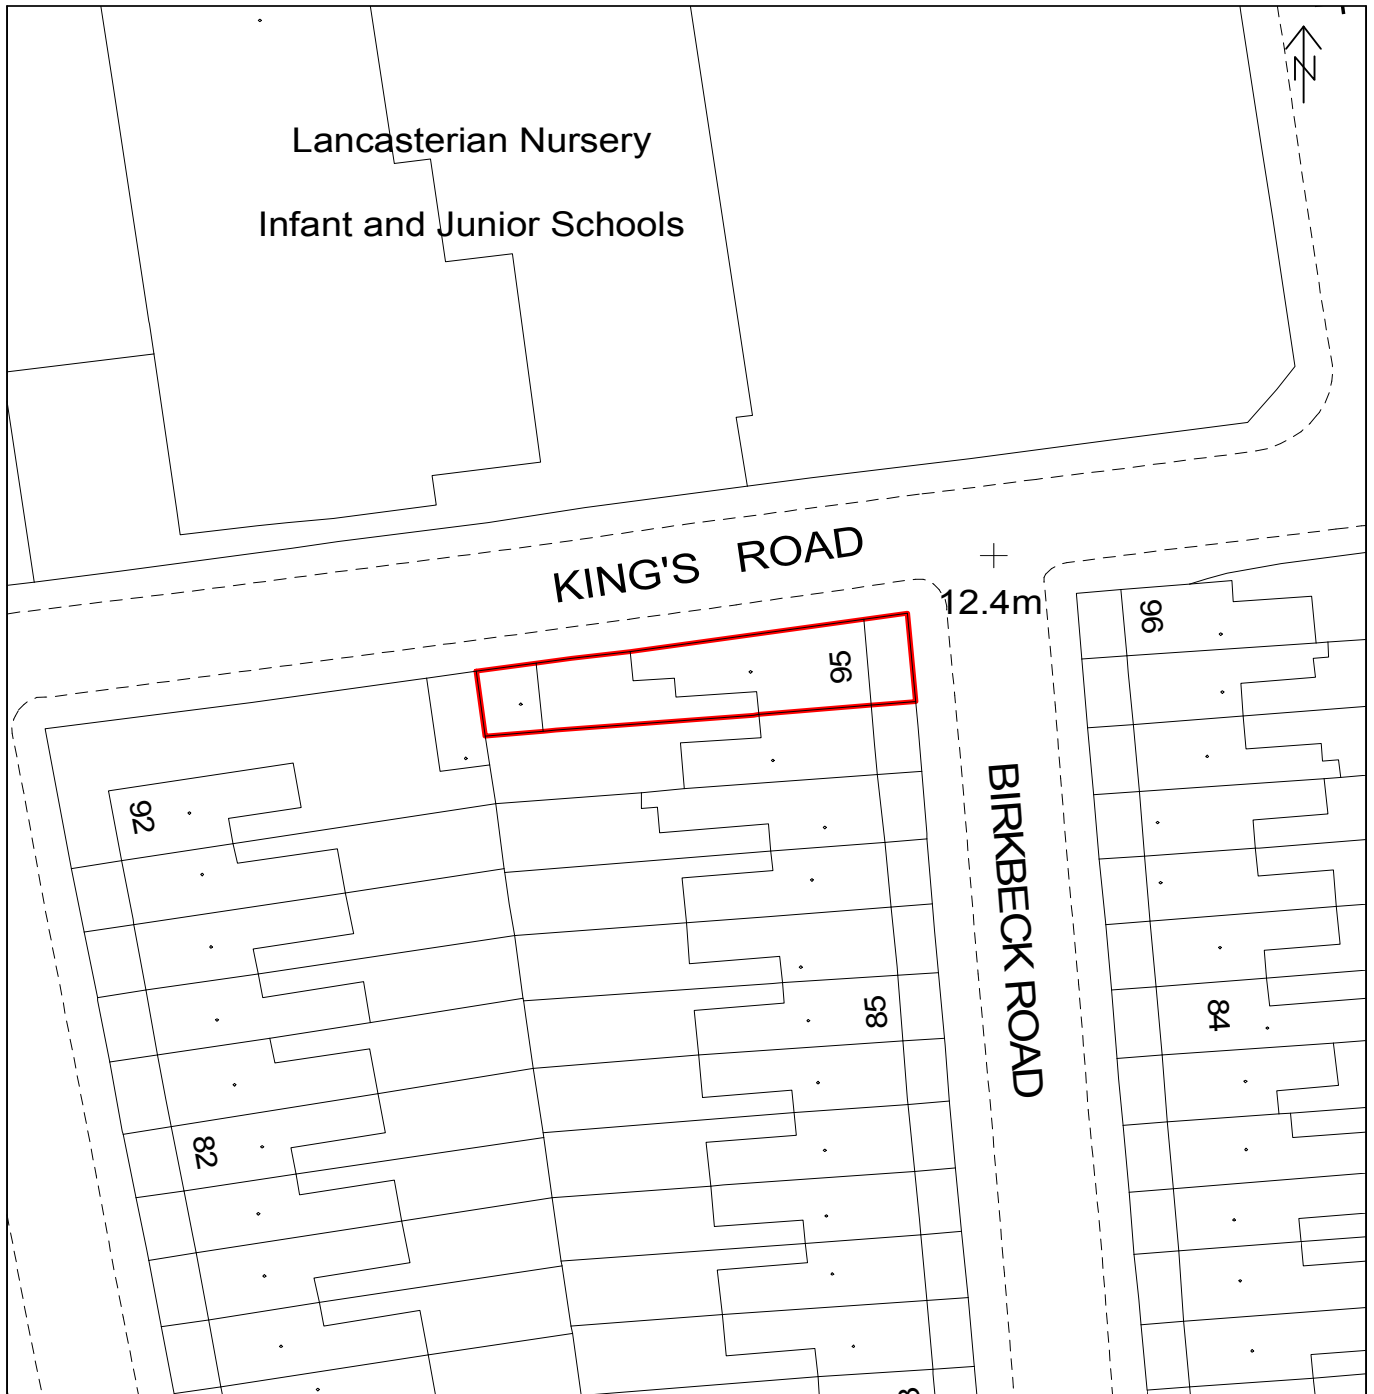 N
Lancasterian Nursery
Infant and Junior Schools
KING'S ROAD
12.4m
95
96
92
BIRKBECK ROAD
85
84
82